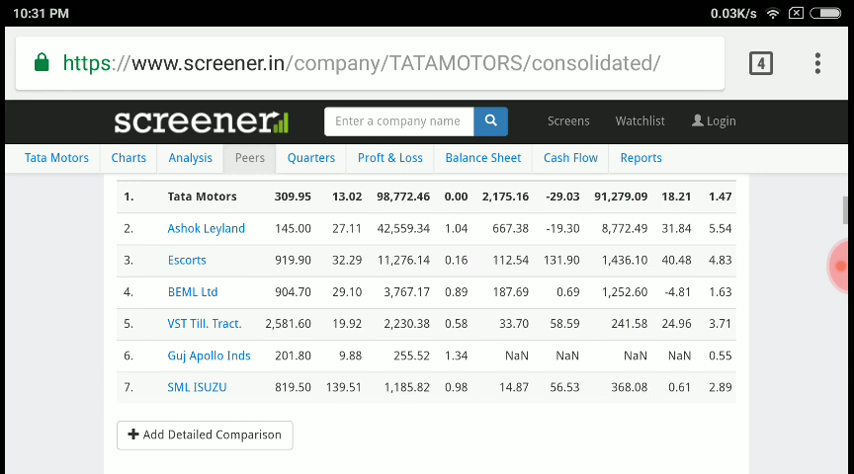 10:31 PM 0.03K/s
https://www.screener.in/company/TATAMOTORS/consolidated/ 4
screener Enter a company name Screens Watchlist Login
Tata Motors Charts Analysis Peers Quarters Profit & Loss Balance Sheet Cash Flow Reports
1. Tata Motors 309.95 13.02 98,772.46 0.00 2,175.16 -29.03 91,279.09 18.21 1.47
2. Ashok Leyland 145.00 27.11 42,559.34 1.04 667.38 -19.30 8,772.49 31.84 5.54
3. Escorts 919.90 32.29 11,276.14 0.16 112.54 131.90 1,436.10 40.48 4.83
4. BEML Ltd 904.70 29.10 3,767.17 0.89 187.69 0.69 1,252.60 -4.81 1.63
5. VST Till. Tract. 2,581.60 19.92 2,230.38 0.58 33.70 58.59 241.58 24.96 3.71
6. Guj Apollo Inds 201.80 9.88 255.52 1.34 NaN NaN NaN NaN 0.55
7. SML ISUZU 819.50 139.51 1,185.82 0.98 14.87 56.53 368.08 0.61 2.89
+ Add Detailed Comparison